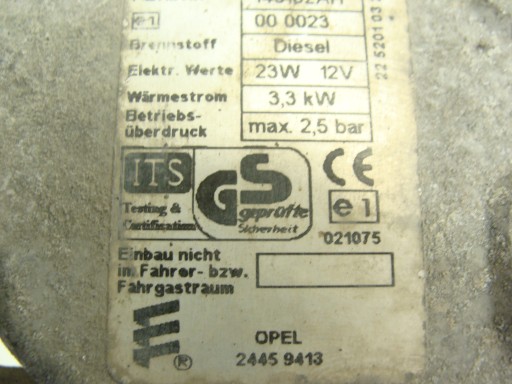 e1 00 0023
Brennstoff Diesel
Elektr. Werte 23W 12V
Wärmestrom 3,3 kW
Betriebs-
überdruck max. 2,5 bar
ITS
Testing &
Certification
GS
geprüfte
Sicherheit
CE
e1
021075
Einbau nicht
in Fahrer- bzw.
Fahrgastraum
®
OPEL
2445 9413
22 5201 03